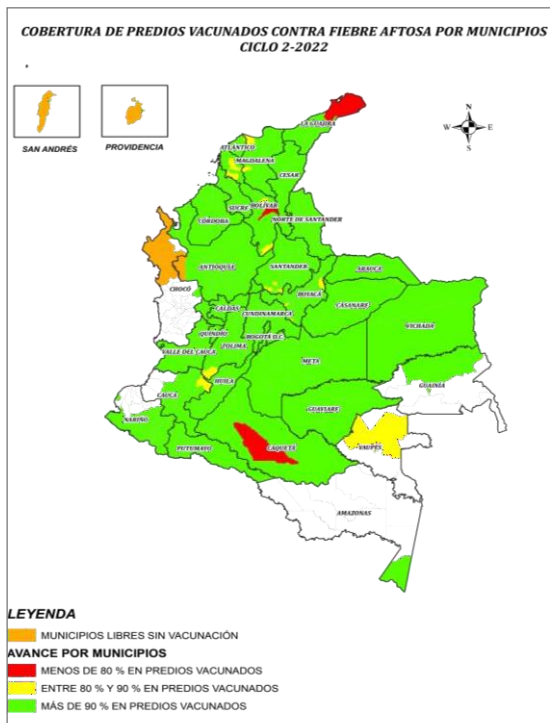 COBERTURA DE PREDIOS VACUNADOS CONTRA FIEBRE AFTOSA POR MUNICIPIOS
CICLO 2-2022
SAN ANDRÉS
PROVIDENCIA
N
W
E
S
LA GUAJIRA
ATLÁNTICO
MAGDALENA
CESAR
SUCRE
BOLÍVAR
CÓRDOBA
NORTE DE SANTANDER
ANTIOQUIA
SANTANDER
ARAUCA
CHOCÓ
BOYACÁ
CALDAS
CUNDINAMARCA
CASANARE
VICHADA
QUINDÍO
BOGOTÁ D.C.
TOLIMA
VALLE DEL CAUCA
META
HUILA
GUAINÍA
CAUCA
GUAVIARE
NARIÑO
PUTUMAYO
CAQUETÁ
VAUPÉS
AMAZONAS
LEYENDA
MUNICIPIOS LIBRES SIN VACUNACIÓN
AVANCE POR MUNICIPIOS
MENOS DE 80 % EN PREDIOS VACUNADOS
ENTRE 80 % Y 90 % EN PREDIOS VACUNADOS
MÁS DE 90 % EN PREDIOS VACUNADOS